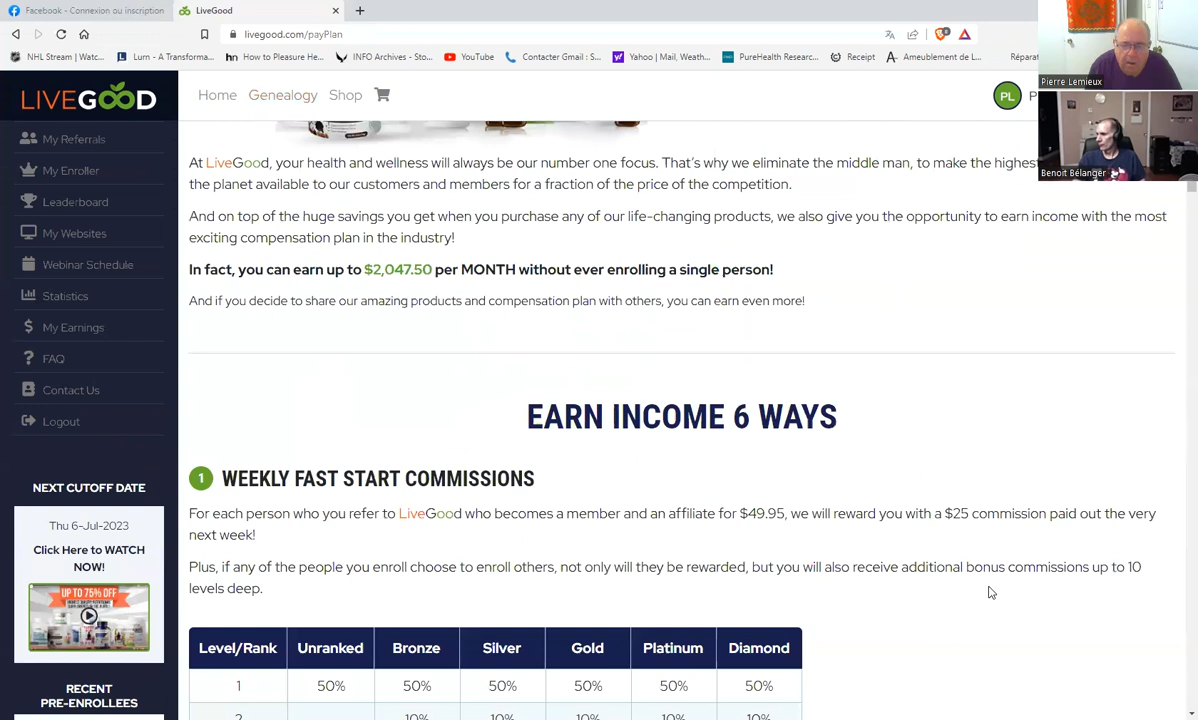 Facebook - Connexion ou inscription
LiveGood
livegood.com/payPlan
NHL Stream | Watc...
Lurn - A Transforma...
How to Pleasure He...
INFO Archives - Sto...
YouTube
Contacter Gmail : S...
Yahoo | Mail, Weath...
PureHealth Researc...
Receipt
Ameublement de L...
Répara
Pierre Lemieux
Benoit Bélanger
LIVEGOOD
Home
Genealogy
Shop
PL
P
My Referrals
My Enroller
Leaderboard
My Websites
Webinar Schedule
Statistics
My Earnings
FAQ
Contact Us
Logout
NEXT CUTOFF DATE
Thu 6-Jul-2023
Click Here to WATCH
NOW!
UP TO 75% OFF
RECENT
PRE-ENROLLEES
At LiveGood, your health and wellness will always be our number one focus. That's why we eliminate the middle man, to make the highes
the planet available to our customers and members for a fraction of the price of the competition.
And on top of the huge savings you get when you purchase any of our life-changing products, we also give you the opportunity to earn income with the most
exciting compensation plan in the industry!
In fact, you can earn up to $2,047.50 per MONTH without ever enrolling a single person!
And if you decide to share our amazing products and compensation plan with others, you can earn even more!
EARN INCOME 6 WAYS
1 WEEKLY FAST START COMMISSIONS
For each person who you refer to LiveGood who becomes a member and an affiliate for $49.95, we will reward you with a $25 commission paid out the very
next week!
Plus, if any of the people you enroll choose to enroll others, not only will they be rewarded, but you will also receive additional bonus commissions up to 10
levels deep.
Level/Rank Unranked Bronze Silver Gold Platinum Diamond
1 50% 50% 50% 50% 50% 50%
2 10% 10% 10% 10% 10%